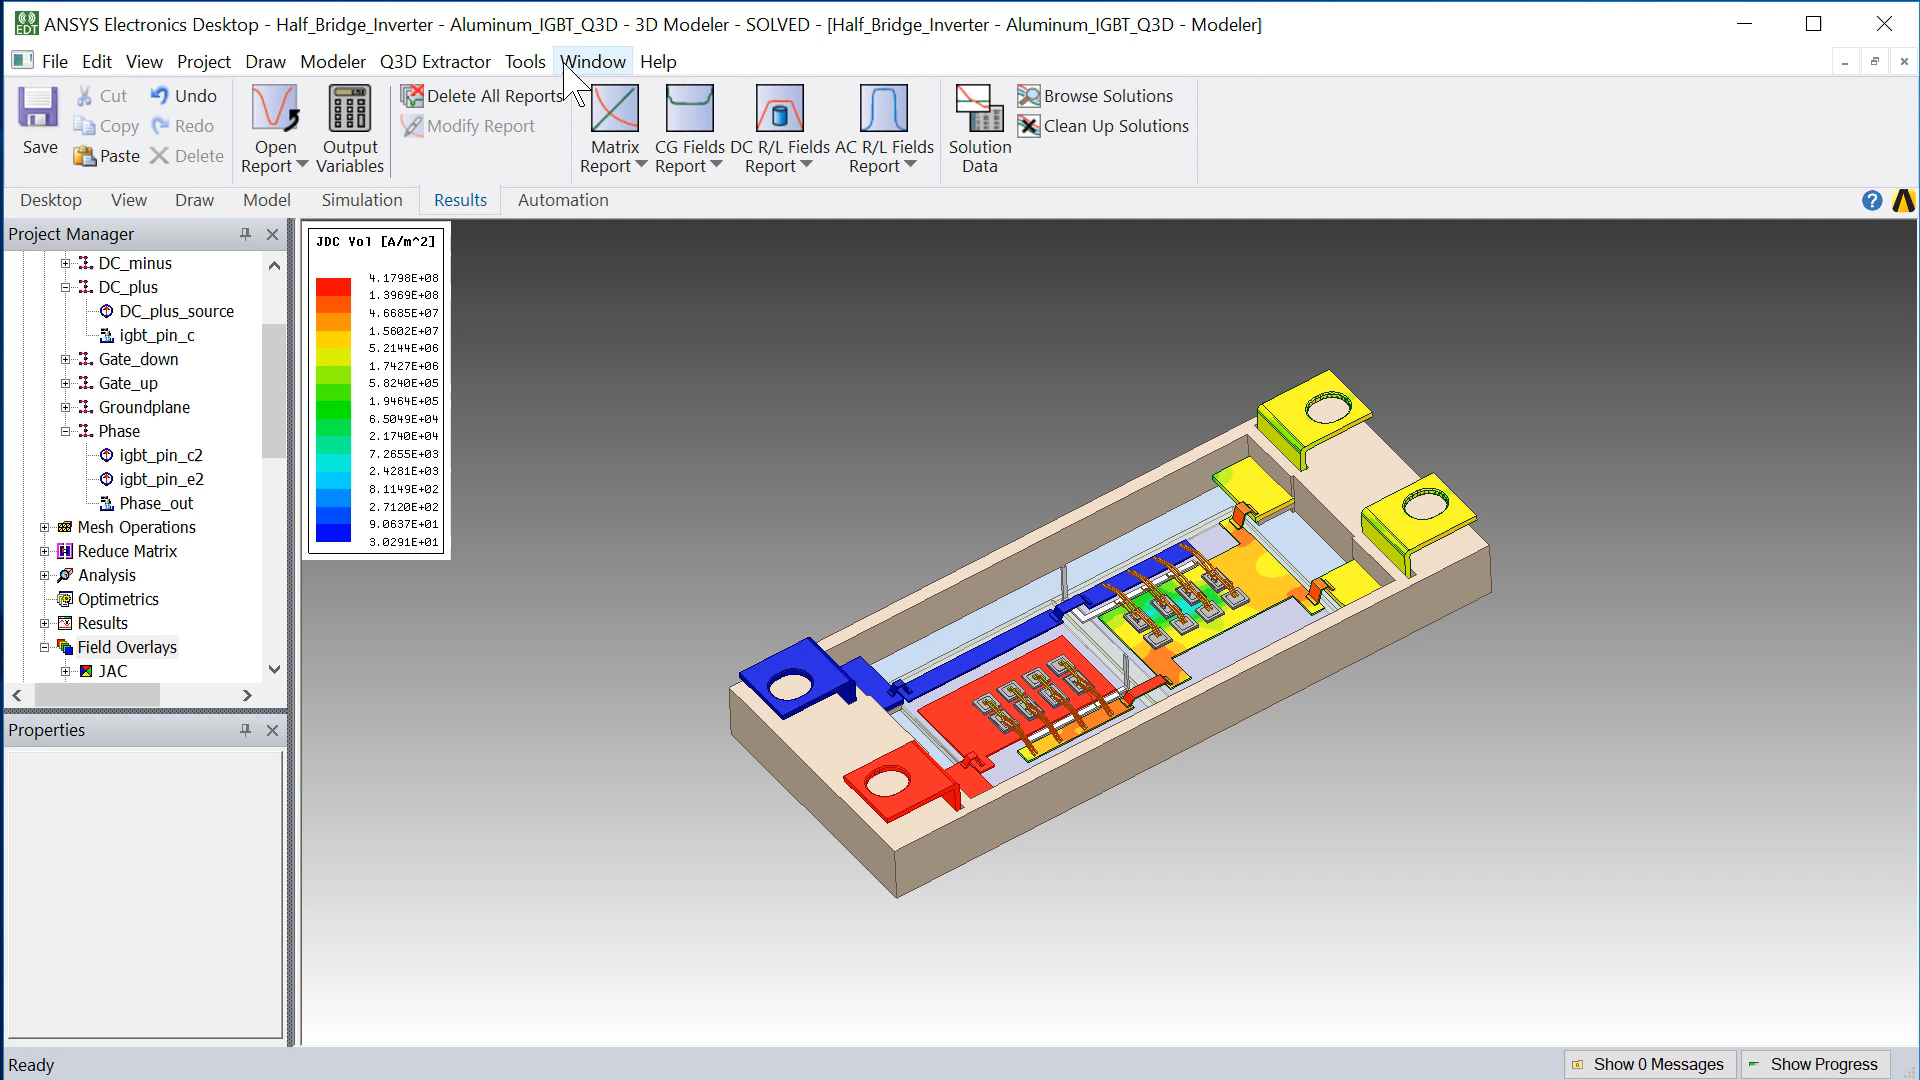 ANSYS Electronics Desktop - Half_Bridge_Inverter - Aluminum_IGBT_Q3D - 3D Modeler - SOLVED - [Half_Bridge_Inverter - Aluminum_IGBT_Q3D - Modeler]
File Edit View Project Draw Modeler Q3D Extractor Tools Window Help
Save
Cut
Copy
Paste
Undo
Redo
Delete
Open Report
Output Variables
Delete All Reports
Modify Report
Matrix Report
CG Fields Report
DC R/L Fields Report
AC R/L Fields Report
Solution Data
Browse Solutions
Clean Up Solutions
Desktop View Draw Model Simulation Results Automation
Project Manager
DC_minus
DC_plus
DC_plus_source
igbt_pin_c
Gate_down
Gate_up
Groundplane
Phase
igbt_pin_c2
igbt_pin_e2
Phase_out
Mesh Operations
Reduce Matrix
Analysis
Optimetrics
Results
Field Overlays
JAC
Properties
JDC Vol [A/m^2]
4.1798E+08
1.3969E+08
4.6685E+07
1.5602E+07
5.2144E+06
1.7427E+06
5.8240E+05
1.9464E+05
6.5049E+04
2.1740E+04
7.2655E+03
2.4281E+03
8.1149E+02
2.7120E+02
9.0637E+01
3.0291E+01
Ready
Show 0 Messages
Show Progress